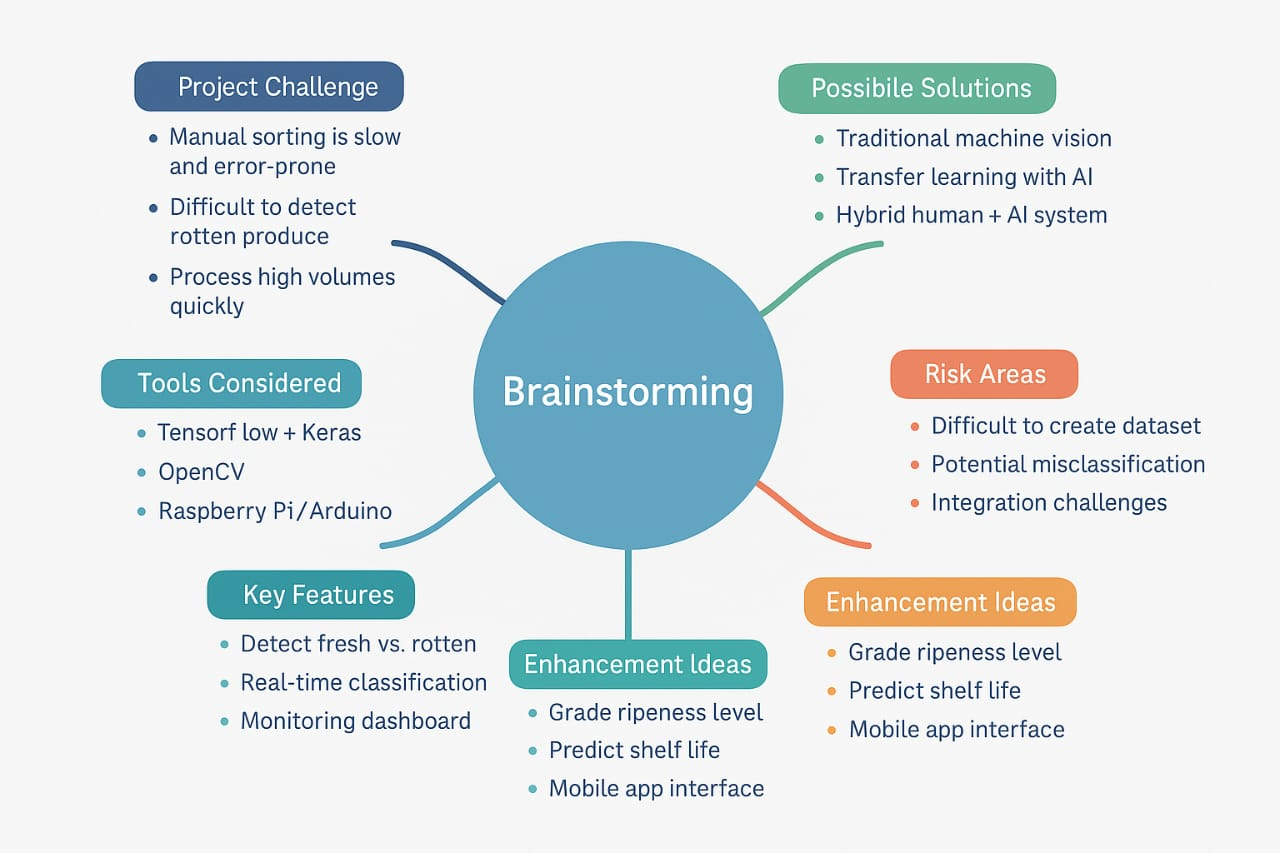 Project Challenge
• Manual sorting is slow
and error-prone
• Difficult to detect
rotten produce
• Process high volumes
quickly
Possibile Solutions
• Traditional machine vision
• Transfer learning with AI
• Hybrid human + AI system
Brainstorming
Tools Considered
• Tensorf low + Keras
• OpenCV
• Raspberry Pi/Arduino
Risk Areas
• Difficult to create dataset
• Potential misclassification
• Integration challenges
Key Features
• Detect fresh vs. rotten
• Real-time classification
• Monitoring dashboard
Enhancement Ideas
• Grade ripeness level
• Predict shelf life
• Mobile app interface
Enhancement Ideas
• Grade ripeness level
• Predict shelf life
• Mobile app interface